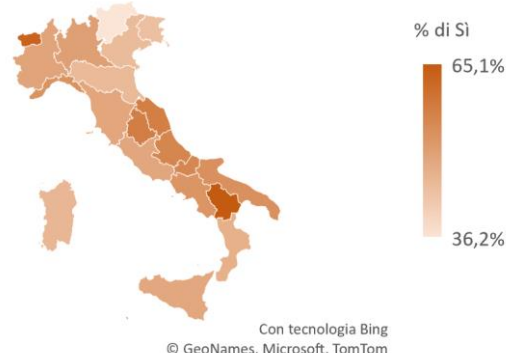 % di Sì
65,1%
36,2%
Con tecnologia Bing
© GeoNames, Microsoft, TomTom